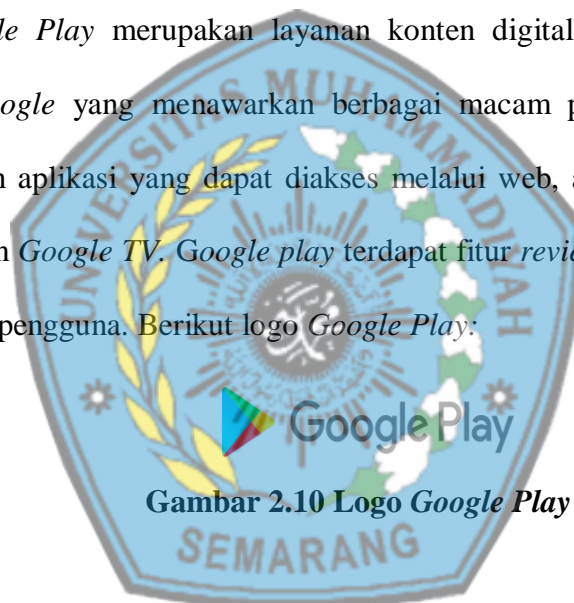 le Play merupakan layanan konten digital
ogle yang menawarkan berbagai macam p
aplikasi yang dapat diakses melalui web, a
Google TV. Google play terdapat fitur revie
pengguna. Berikut logo Google Play:
Google Play
Gambar 2.10 Logo Google Play
UNIVERSITAS MUHAMMADIYAH
SEMARANG